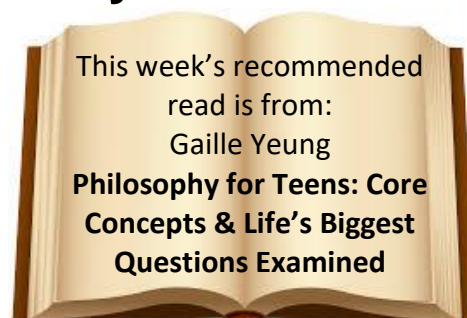 This week's recommended
read is from:
Gaille Yeung
Philosophy for Teens: Core
Concepts & Life's Biggest
Questions Examined